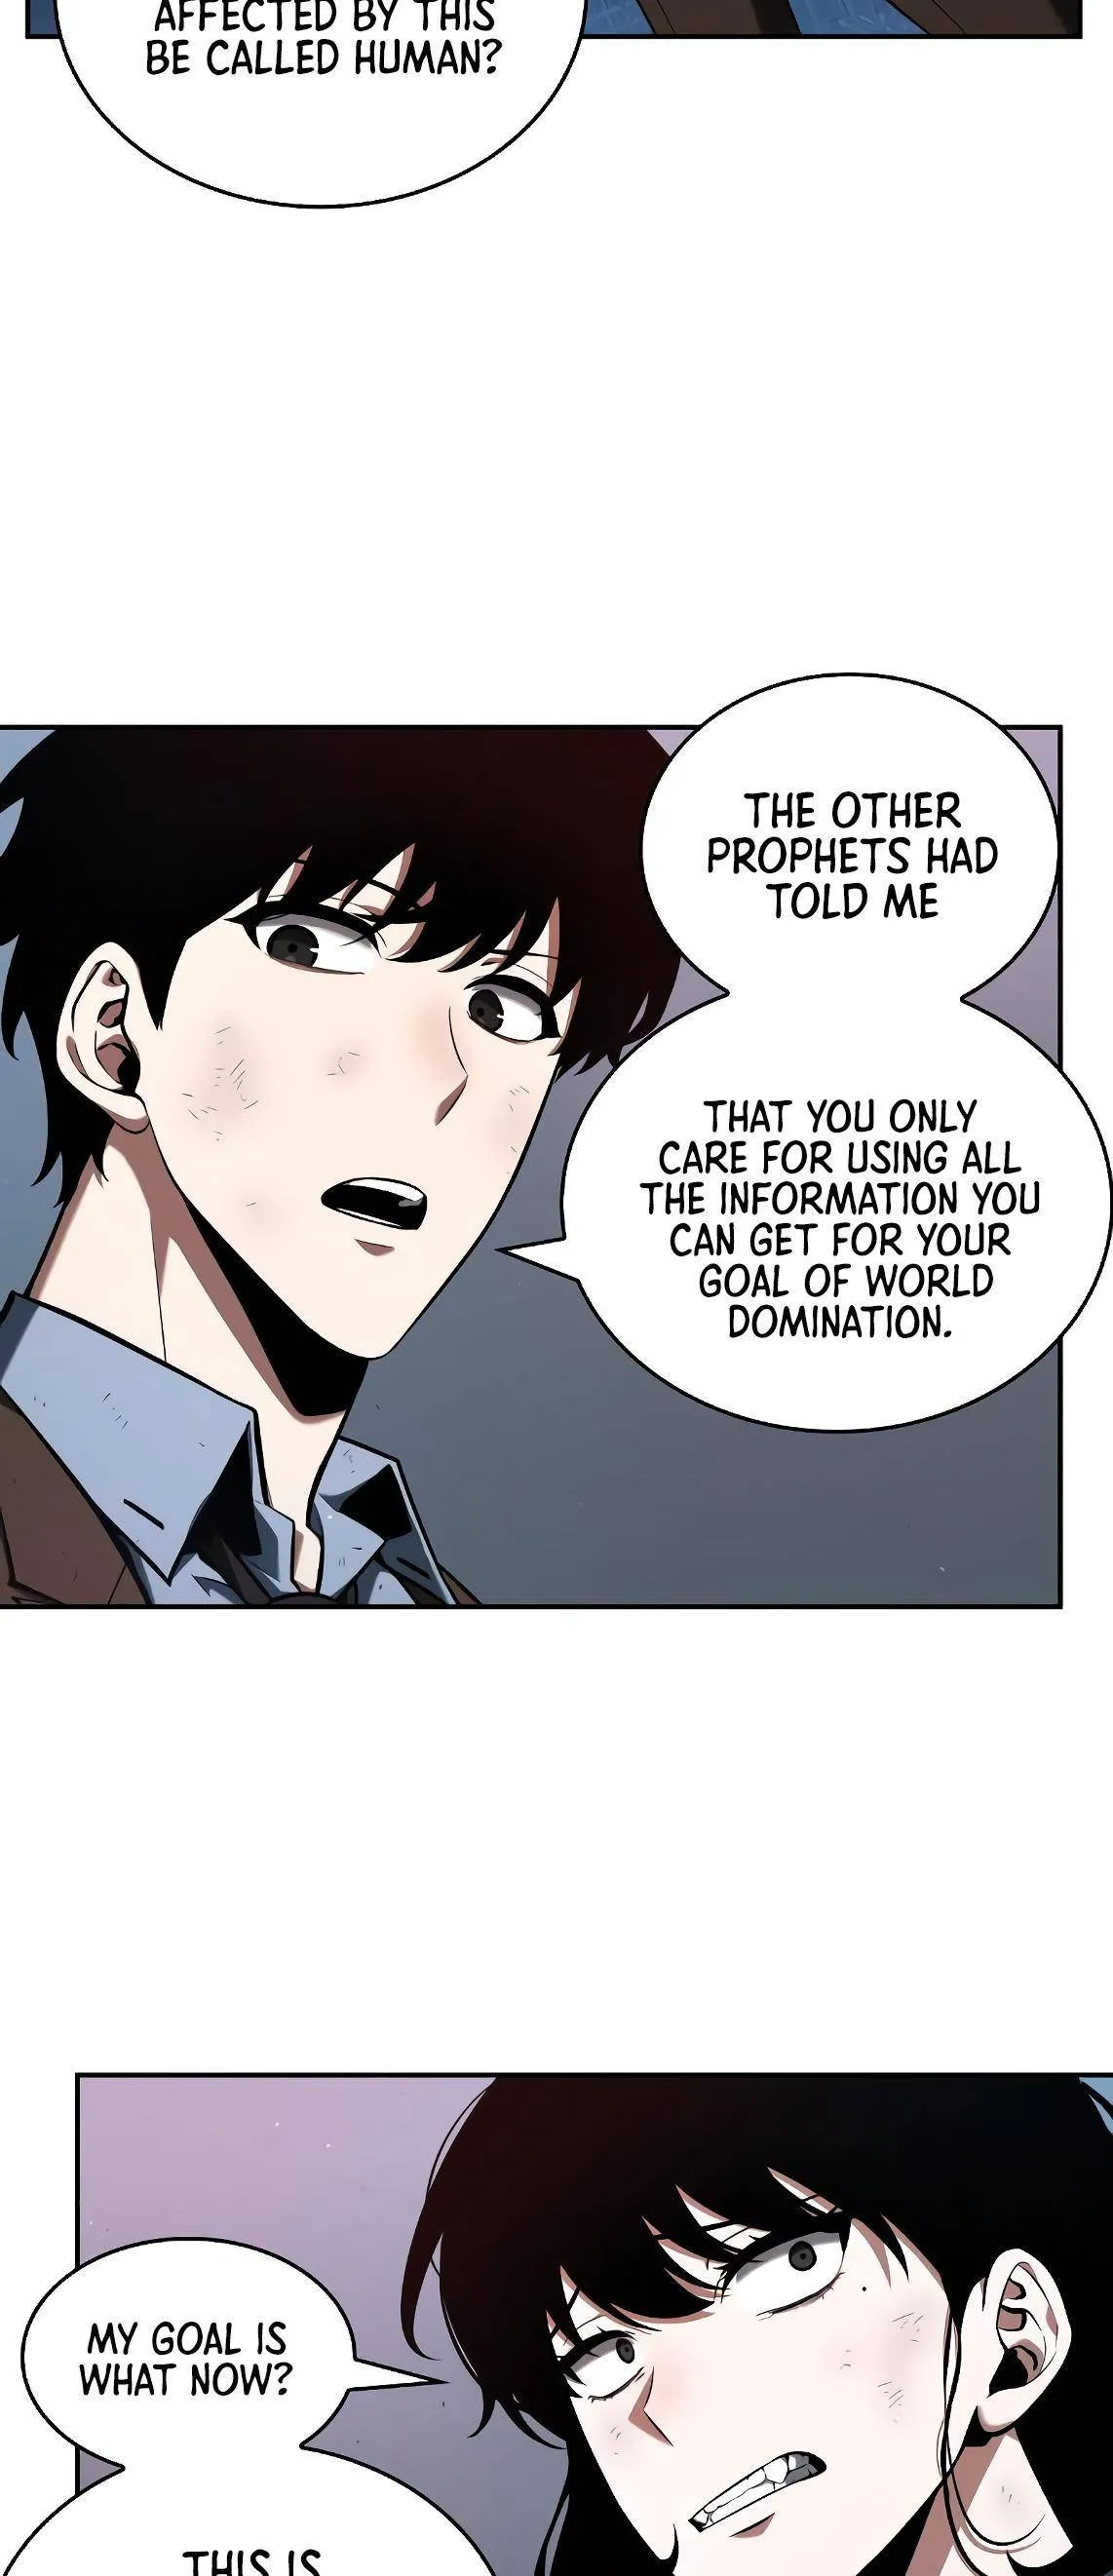 AFFECTED BY THIS
BE CALLED HUMAN?
THE OTHER
PROPHETS HAD
TOLD ME
THAT YOU ONLY
CARE FOR USING ALL
THE INFORMATION YOU
CAN GET FOR YOUR
GOAL OF WORLD
DOMINATION.
MY GOAL IS
WHAT NOW?
THIS IS